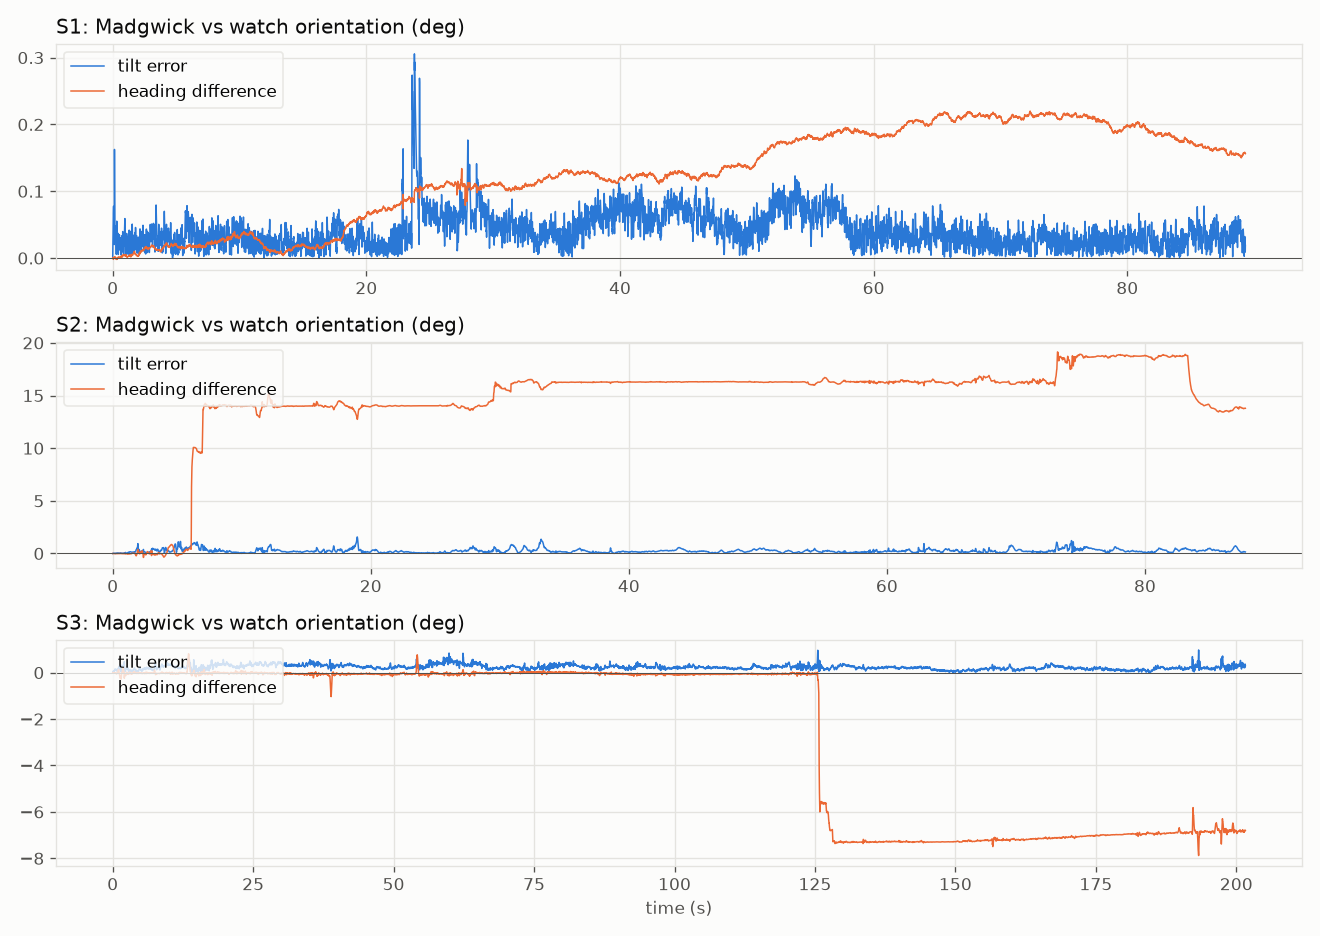 S1: Madgwick vs watch orientation (deg)
tilt error
heading difference
0.3
0.2
0.1
0.0
0 20 40 60 80
S2: Madgwick vs watch orientation (deg)
tilt error
heading difference
20
15
10
5
0
0 20 40 60 80
S3: Madgwick vs watch orientation (deg)
tilt error
heading difference
0
−2
−4
−6
−8
0 25 50 75 100 125 150 175 200
time (s)